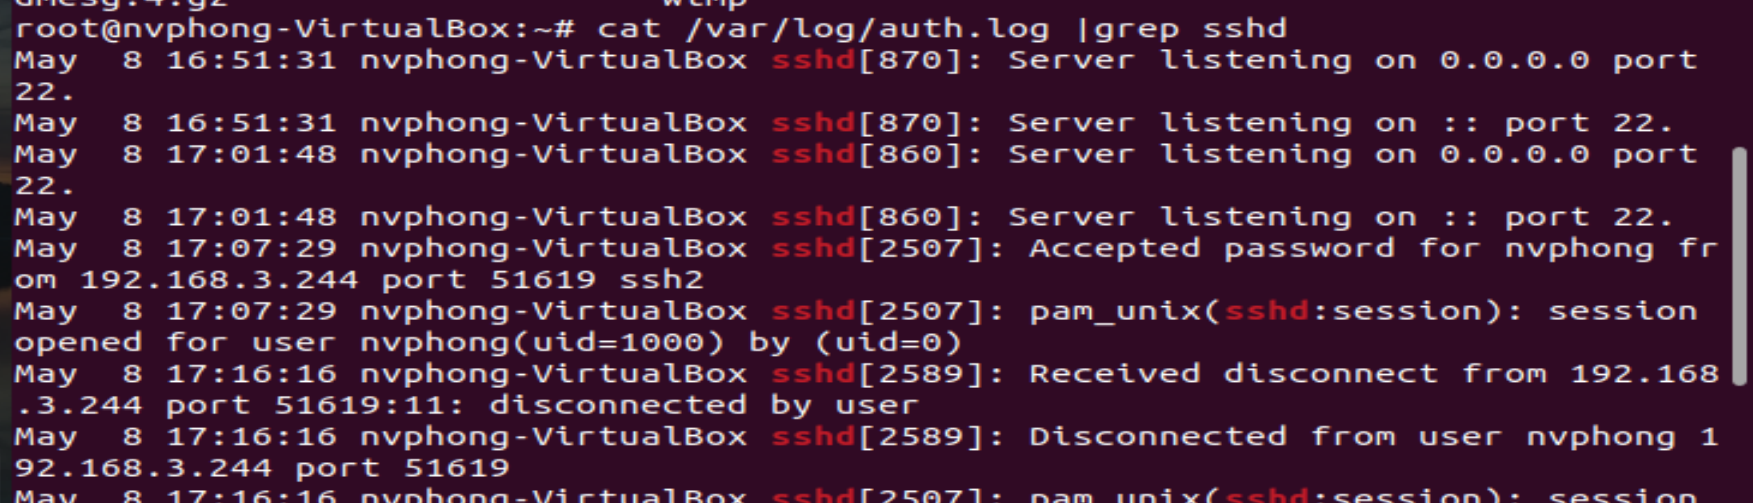 dmesg.4.gz                    wtmp
root@nvphong-VirtualBox:~# cat /var/log/auth.log |grep sshd
May  8 16:51:31 nvphong-VirtualBox sshd[870]: Server listening on 0.0.0.0 port
22.
May  8 16:51:31 nvphong-VirtualBox sshd[870]: Server listening on :: port 22.
May  8 17:01:48 nvphong-VirtualBox sshd[860]: Server listening on 0.0.0.0 port
22.
May  8 17:01:48 nvphong-VirtualBox sshd[860]: Server listening on :: port 22.
May  8 17:07:29 nvphong-VirtualBox sshd[2507]: Accepted password for nvphong fr
om 192.168.3.244 port 51619 ssh2
May  8 17:07:29 nvphong-VirtualBox sshd[2507]: pam_unix(sshd:session): session
opened for user nvphong(uid=1000) by (uid=0)
May  8 17:16:16 nvphong-VirtualBox sshd[2589]: Received disconnect from 192.168
.3.244 port 51619:11: disconnected by user
May  8 17:16:16 nvphong-VirtualBox sshd[2589]: Disconnected from user nvphong 1
92.168.3.244 port 51619
May  8 17:16:16 nvphong-VirtualBox sshd[2507]: pam_unix(sshd:session): session